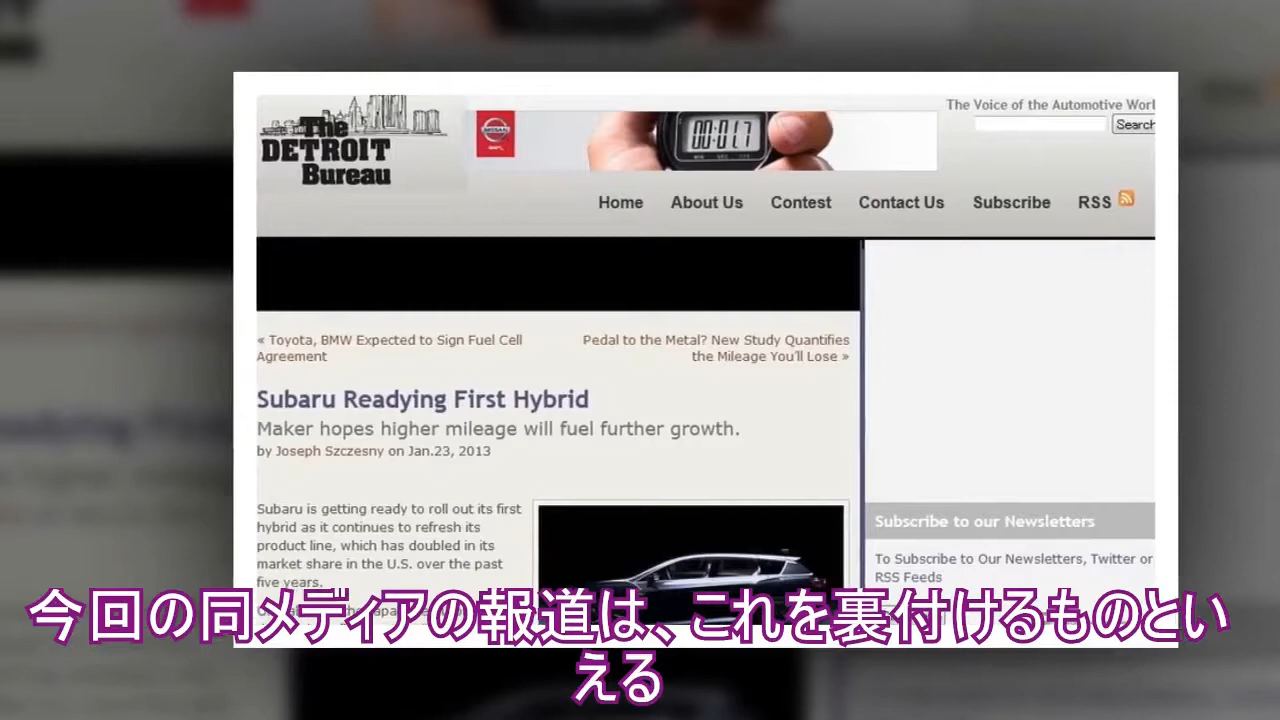 The Voice of the Automotive Worl
The
DETROIT
Bureau
NISSAN
00:017
Search
Home About Us Contest Contact Us Subscribe RSS
« Toyota, BMW Expected to Sign Fuel Cell Agreement
Pedal to the Metal? New Study Quantifies the Mileage You'll Lose »
Subaru Readying First Hybrid
Maker hopes higher mileage will fuel further growth.
by Joseph Szczesny on Jan.23, 2013
Subaru is getting ready to roll out its first
hybrid as it continues to refresh its
product line, which has doubled in its
market share in the U.S. over the past
five years.
Subscribe to our Newsletters
To Subscribe to Our Newsletters, Twitter or
RSS Feeds
今回の同メディアの報道は、これを裏付けるものとい
える